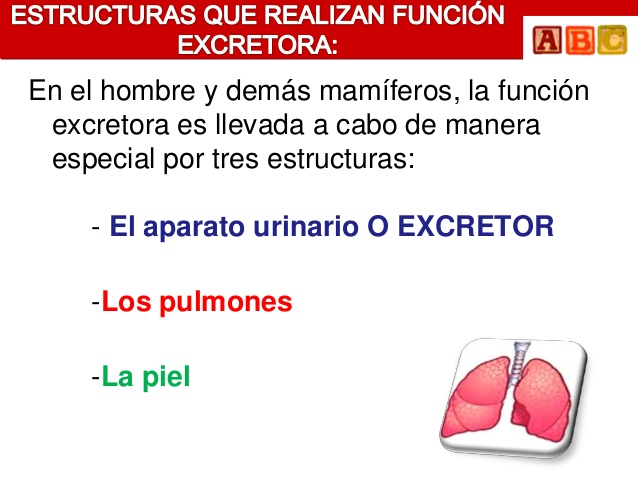 ESTRUCTURAS QUE REALIZAN FUNCIÓN
EXCRETORA:
A B C
En el hombre y demás mamíferos, la función
excretora es llevada a cabo de manera
especial por tres estructuras:
- El aparato urinario O EXCRETOR
-Los pulmones
-La piel